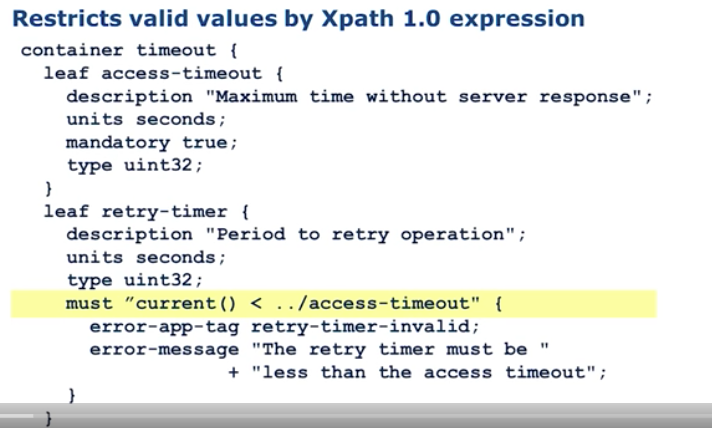 Restricts valid values by Xpath 1.0 expression
container timeout {
leaf access-timeout {
description "Maximum time without server response";
units seconds;
mandatory true;
type uint32;
}
leaf retry-timer {
description "Period to retry operation";
units seconds;
type uint32;
must ”current() < ../access-timeout" {
error-app-tag retry-timer-invalid;
error-message "The retry timer must be "
+ "less than the access timeout";
}
}